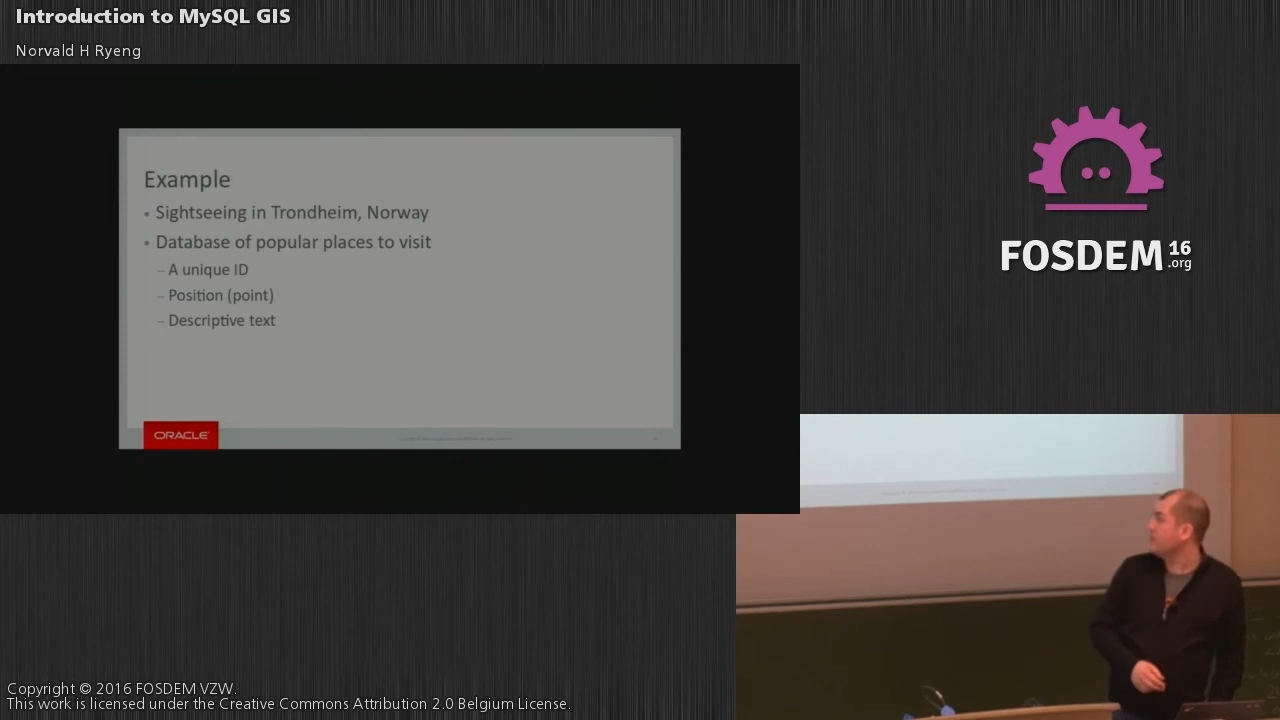 Introduction to MySQL GIS
Norvald H Ryeng
Example
▪ Sightseeing in Trondheim, Norway
▪ Database of popular places to visit
– A unique ID
– Position (point)
– Descriptive text
ORACLE
FOSDEM 16
.org
Copyright © 2016 FOSDEM VZW.
This work is licensed under the Creative Commons Attribution 2.0 Belgium License.